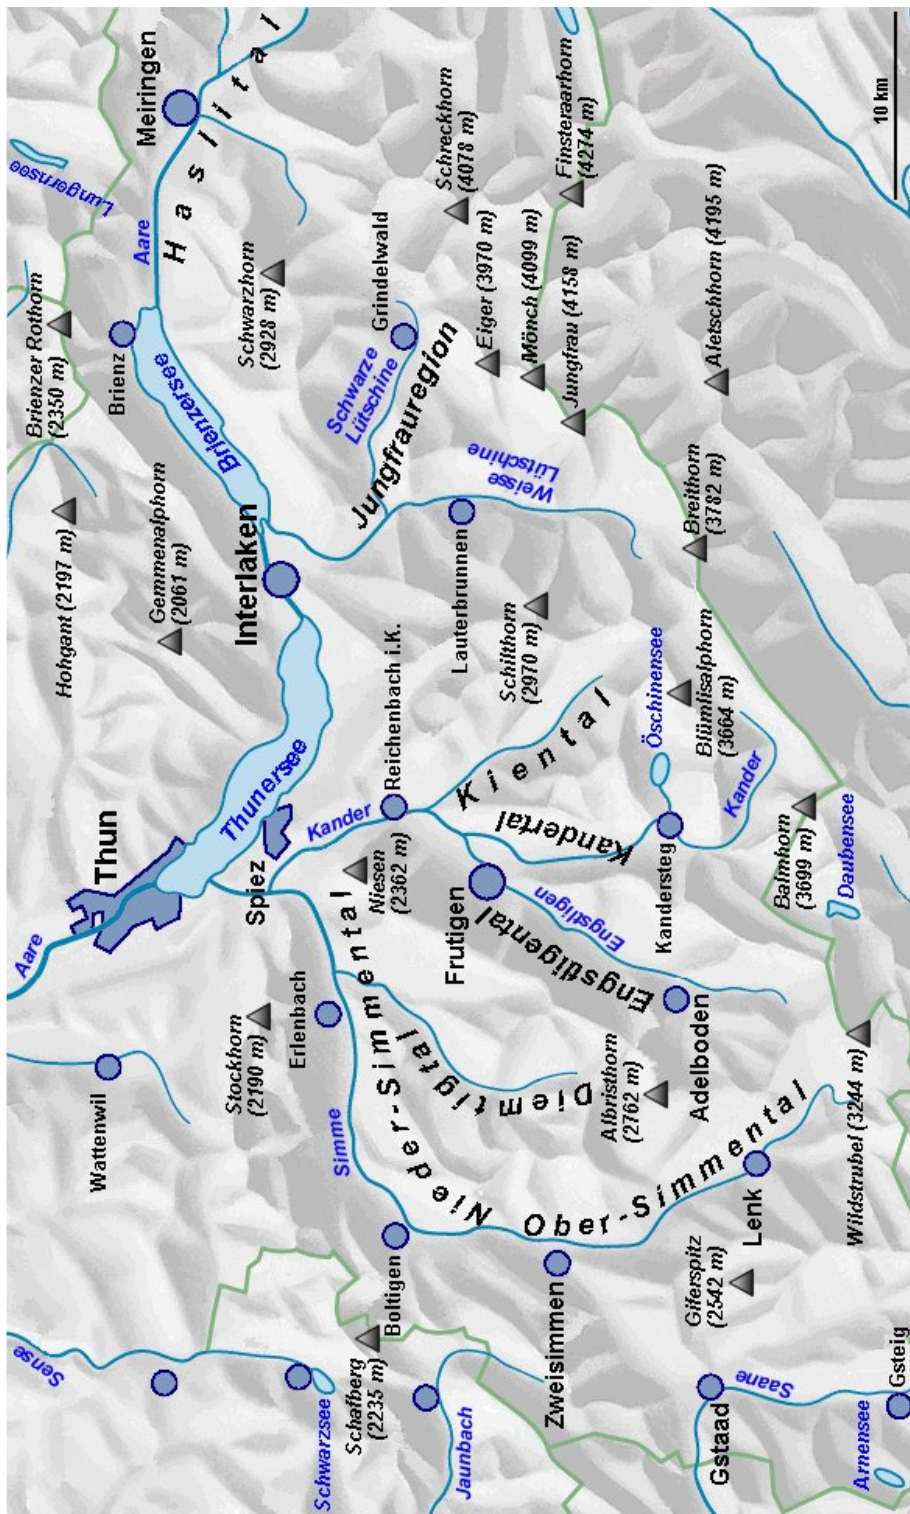 Thun
Aare
Wattenwil
Stockhorn
(2190 m)
Erlenbach
Spiez
Thunersee
Hohgant (2197 m)
Gemmenalphorn
(2061 m)
Interlaken
Brienzer Rothorn
(2350 m)
Brienz
Brienzersee
Lungernsee
Aare
Meiringen
Haslital
Schwarzhorn
(2928 m)
Sense
Schwarzsee
Schafberg
(2235 m)
Boltigen
Jaunbach
Simme
Nieder-Simmental
Diemtigtal
Niesen
(2362 m)
Kander
Reichenbach i.K.
Frutigen
Kiental
Kandertal
Engstligental
Engstligen
Lauterbrunnen
Schilthorn
(2970 m)
Weisse
Lütschine
Jungfrauregion
Schwarze
Lütschine
Grindelwald
Schreckhorn
(4078 m)
Eiger (3970 m)
Mönch (4099 m)
Jungfrau (4158 m)
Finsteraarhorn
(4274 m)
Aletschhorn (4195 m)
Breithorn
(3782 m)
Öschinensee
Blümlisalphorn
(3664 m)
Kandersteg
Kander
Balmhorn
(3699 m)
Daubensee
Adelboden
Albristhorn
(2762 m)
Ober-Simmental
Zweisimmen
Lenk
Wildstrubel (3244 m)
Giferspitz
(2542 m)
Gstaad
Saane
Arnensee
Gsteig
10 km